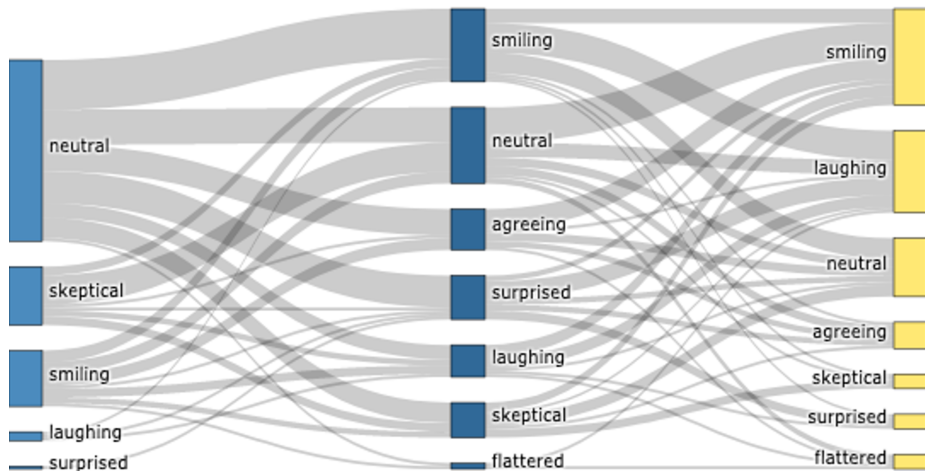 neutral
skeptical
smiling
laughing
surprised
smiling
neutral
agreeing
surprised
laughing
skeptical
flattered
smiling
laughing
neutral
agreeing
skeptical
surprised
flattered